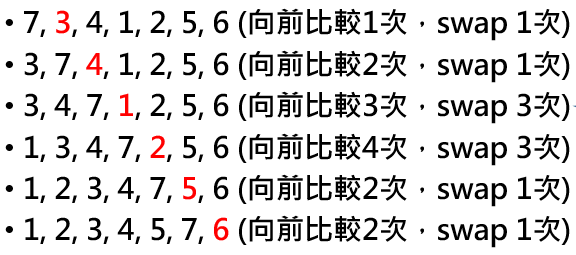 • 7, 3, 4, 1, 2, 5, 6 (向前比較1次，swap 1次)
• 3, 7, 4, 1, 2, 5, 6 (向前比較2次，swap 1次)
• 3, 4, 7, 1, 2, 5, 6 (向前比較3次，swap 3次)
• 1, 3, 4, 7, 2, 5, 6 (向前比較4次，swap 3次)
• 1, 2, 3, 4, 7, 5, 6 (向前比較2次，swap 1次)
• 1, 2, 3, 4, 5, 7, 6 (向前比較2次，swap 1次)